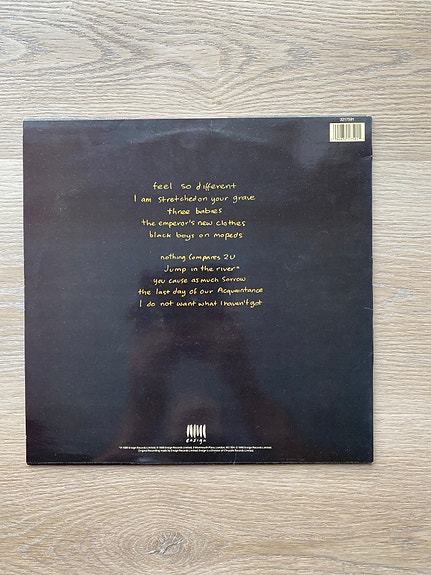 3217591
feel so different
I am stretched on your grave
three babies
the emperor's new clothes
black boys on mopeds
nothing Compares 2U
Jump in the river*
you cause as much sorrow
the last day of our Acquaintance
I do not want what I haven't got
ensign